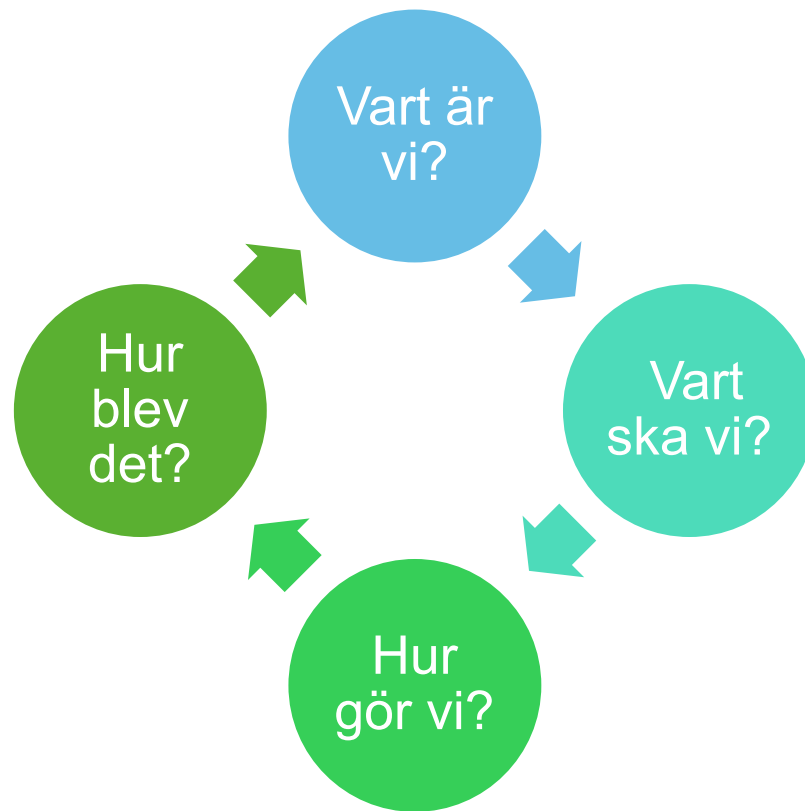 Vart är
vi?
Vart
ska vi?
Hur
gör vi?
Hur
blev
det?